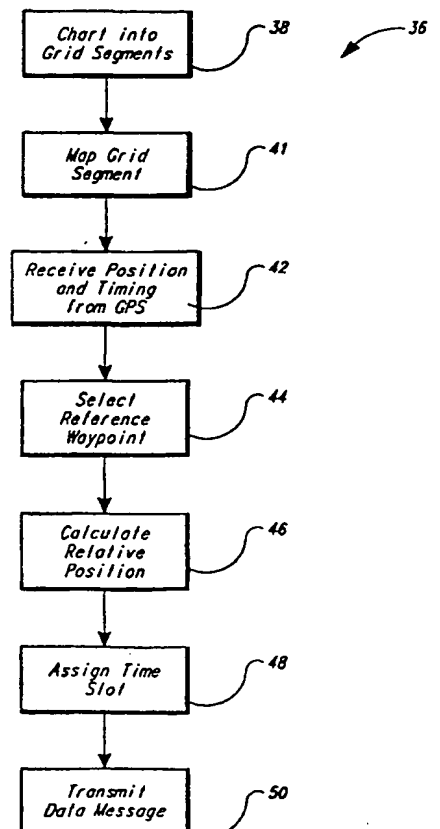 Chart into
Grid Segments
38
36
Map Grid
Segment
41
Receive Position
and Timing
from GPS
42
Select
Reference
Waypoint
44
Calculate
Relative
Position
46
Assign Time
Slot
48
Transmit
Data Message
50